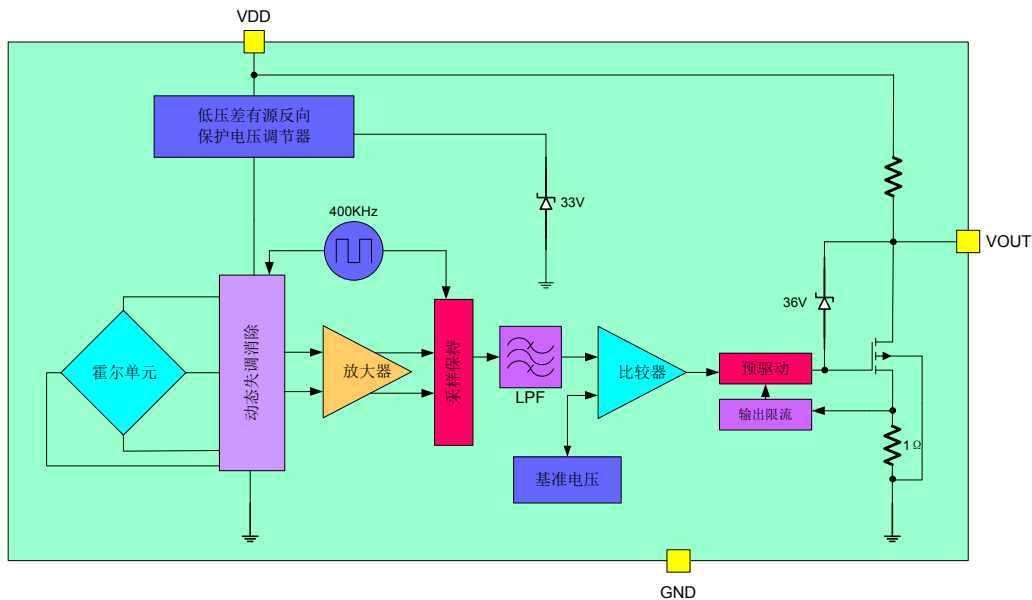 VDD
低压差有源反向
保护电压调节器
33V
400KHz
VOUT
36V
霍尔单元
动态失调消除
放大器
采样保持
LPF
比较器
预驱动
输出限流
1Ω
基准电压
GND